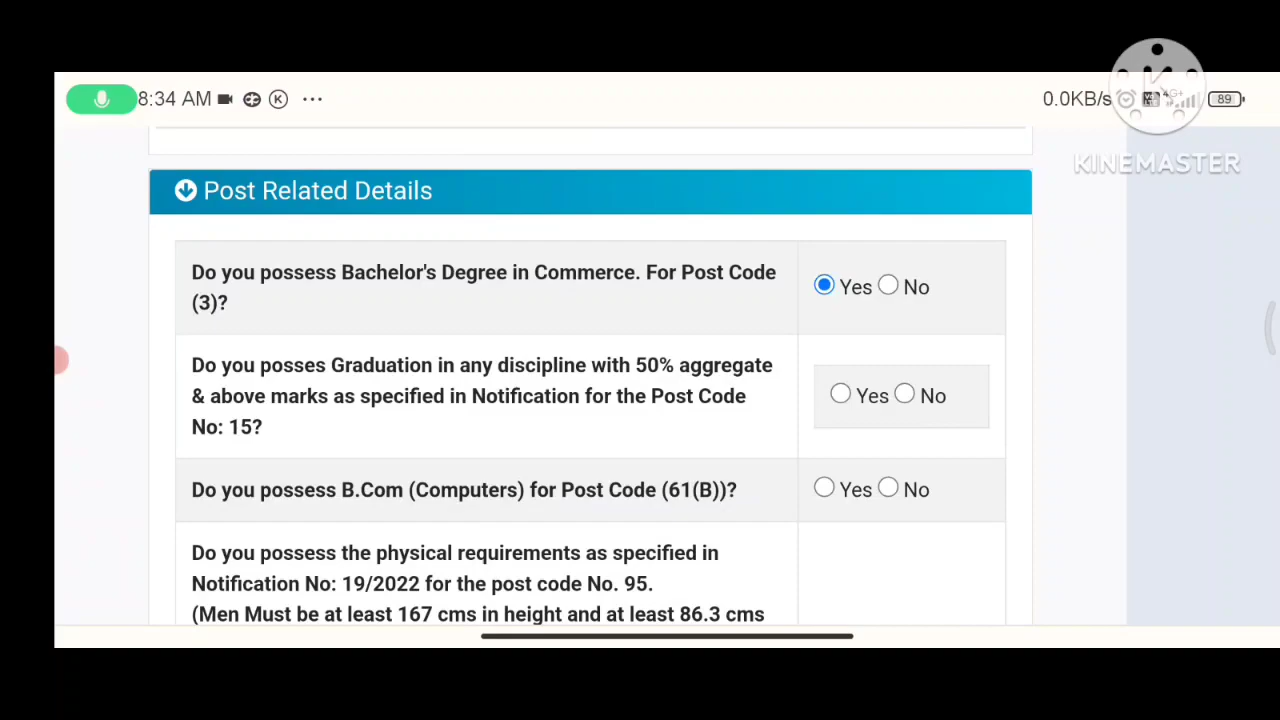 8:34 AM
0.0KB/s
4G+
89
KINEMASTER
Post Related Details
Do you possess Bachelor's Degree in Commerce. For Post Code
(3)?
Yes No
Do you posses Graduation in any discipline with 50% aggregate
& above marks as specified in Notification for the Post Code
No: 15?
Yes No
Do you possess B.Com (Computers) for Post Code (61(B))?
Yes No
Do you possess the physical requirements as specified in
Notification No: 19/2022 for the post code No. 95.
(Men Must be at least 167 cms in height and at least 86.3 cms